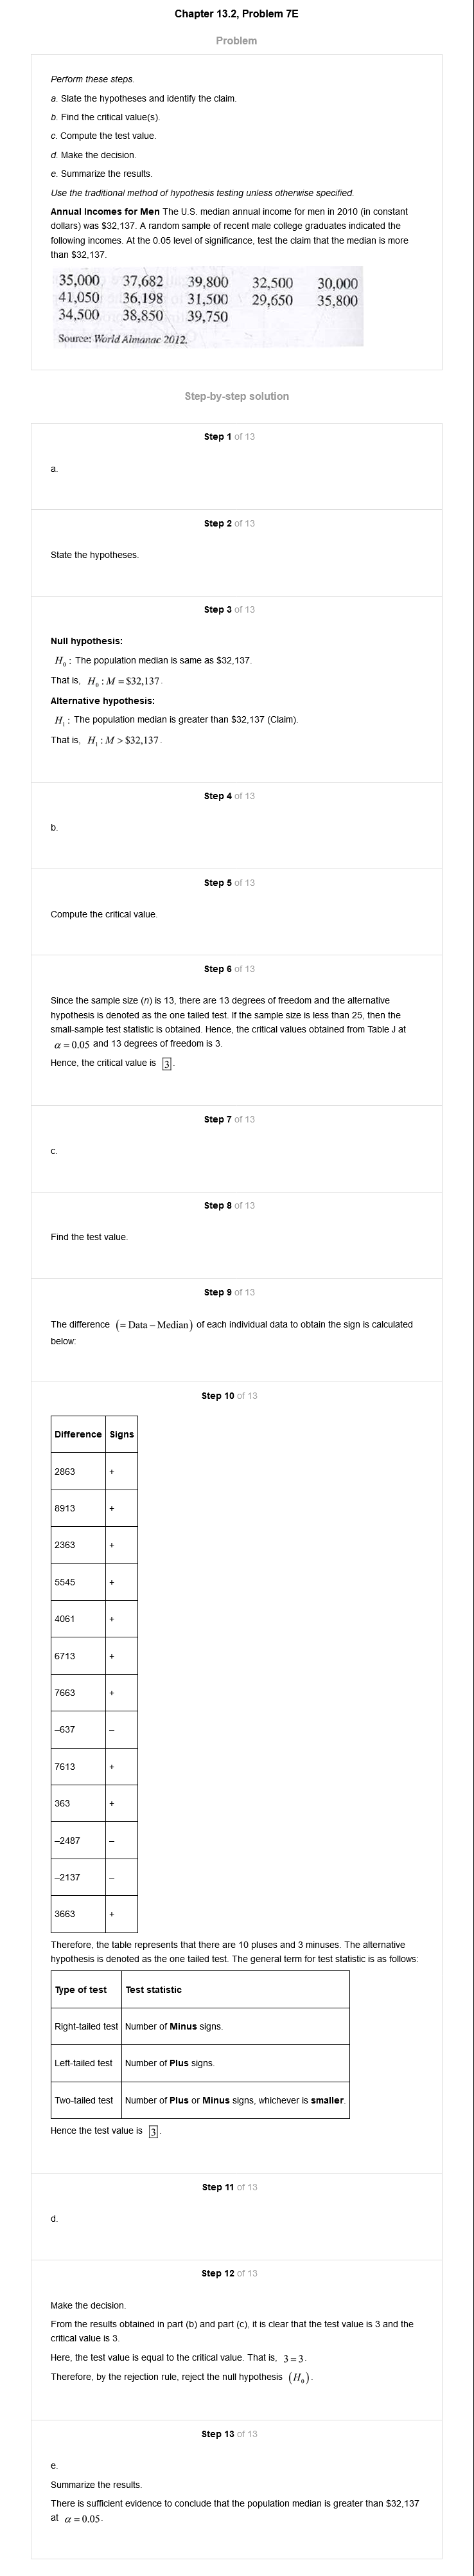 Chapter 13.2, Problem 7E
Problem
Perform these steps.
a. Slate the hypotheses and identify the claim.
b. Find the critical value(s).
c. Compute the test value.
d. Make the decision.
e. Summarize the results.
Use the traditional method of hypothesis testing unless otherwise specified.
Annual Incomes for Men The U.S. median annual income for men in 2010 (in constant
dollars) was $32,137. A random sample of recent male college graduates indicated the
following incomes. At the 0.05 level of significance, test the claim that the median is more
than $32,137.
35,000 37,682 39,800 32,500 30,000
41,050 36,198 31,500 29,650 35,800
34,500 38,850 39,750
Source: World Almanac 2012.
Step-by-step solution
Step 1 of 13
a.
Step 2 of 13
State the hypotheses.
Step 3 of 13
Null hypothesis:
H₀ : The population median is same as $32,137.
That is, H₀ : M = $32,137.
Alternative hypothesis:
H₁ : The population median is greater than $32,137 (Claim).
That is, H₁ : M > $32,137.
Step 4 of 13
b.
Step 5 of 13
Compute the critical value.
Step 6 of 13
Since the sample size (n) is 13, there are 13 degrees of freedom and the alternative
hypothesis is denoted as the one tailed test. If the sample size is less than 25, then the
small-sample test statistic is obtained. Hence, the critical values obtained from Table J at
α = 0.05 and 13 degrees of freedom is 3.
Hence, the critical value is 3.
Step 7 of 13
c.
Step 8 of 13
Find the test value.
Step 9 of 13
The difference (= Data − Median) of each individual data to obtain the sign is calculated
below:
Step 10 of 13
Difference Signs
2863 +
8913 +
2363 +
5545 +
4061 +
6713 +
7663 +
–637 –
7613 +
363 +
–2487 –
–2137 –
3663 +
Therefore, the table represents that there are 10 pluses and 3 minuses. The alternative
hypothesis is denoted as the one tailed test. The general term for test statistic is as follows:
Type of test Test statistic
Right-tailed test Number of Minus signs.
Left-tailed test Number of Plus signs.
Two-tailed test Number of Plus or Minus signs, whichever is smaller.
Hence the test value is 3.
Step 11 of 13
d.
Step 12 of 13
Make the decision.
From the results obtained in part (b) and part (c), it is clear that the test value is 3 and the
critical value is 3.
Here, the test value is equal to the critical value. That is, 3 = 3.
Therefore, by the rejection rule, reject the null hypothesis (H₀).
Step 13 of 13
e.
Summarize the results.
There is sufficient evidence to conclude that the population median is greater than $32,137
at α = 0.05.